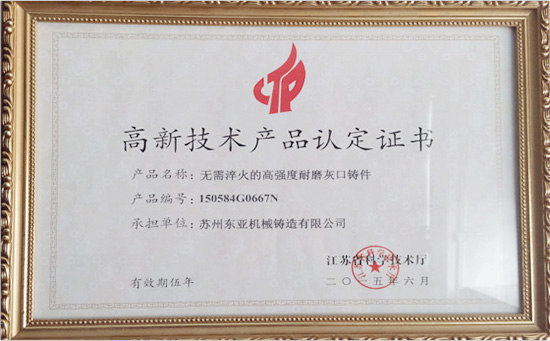 CTP
高新技术产品认定证书
产品名称：无需淬火的高强度耐磨灰口铸件
产品编号：150584G0667N
承担单位：苏州东亚机械铸造有限公司
江苏省科学技术厅
有效期伍年
二〇一五年六月